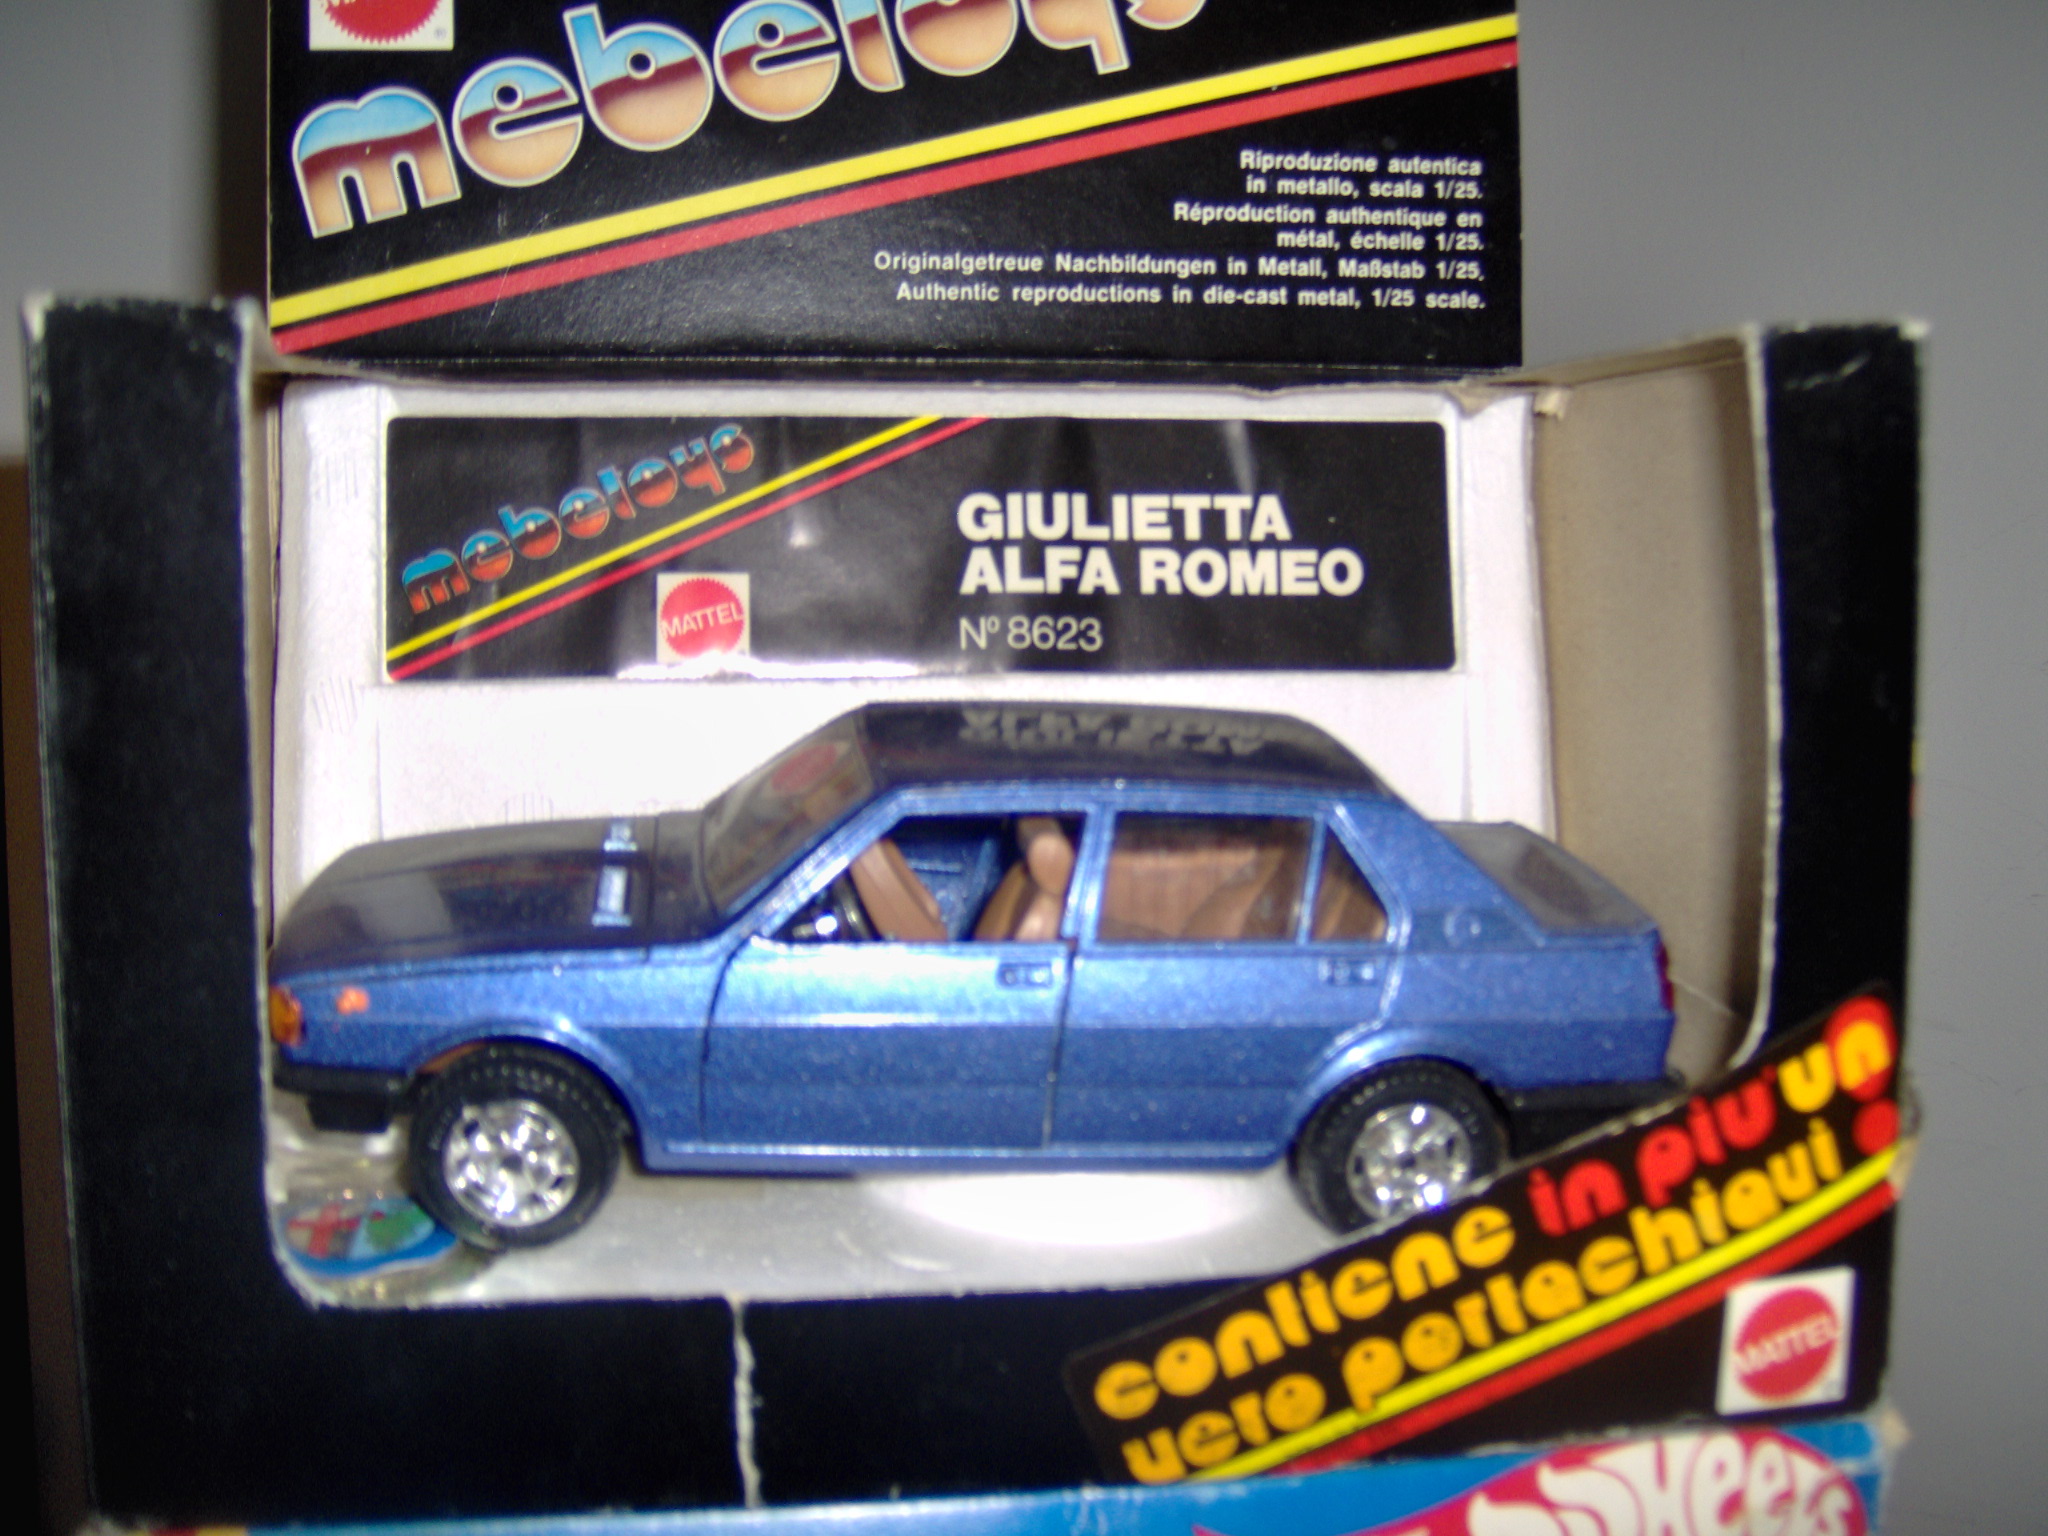 mebetoys
Riproduzione autentica
in metallo, scala 1/25.
Réproduction authentique en
métal, échelle 1/25.
Originalgetreue Nachbildungen in Metall, Maßstab 1/25.
Authentic reproductions in die-cast metal, 1/25 scale.
mebetoys
MATTEL
GIULIETTA
ALFA ROMEO
Nº 8623
contiene in più un
vero portachiavi!
MATTEL
WHEELS